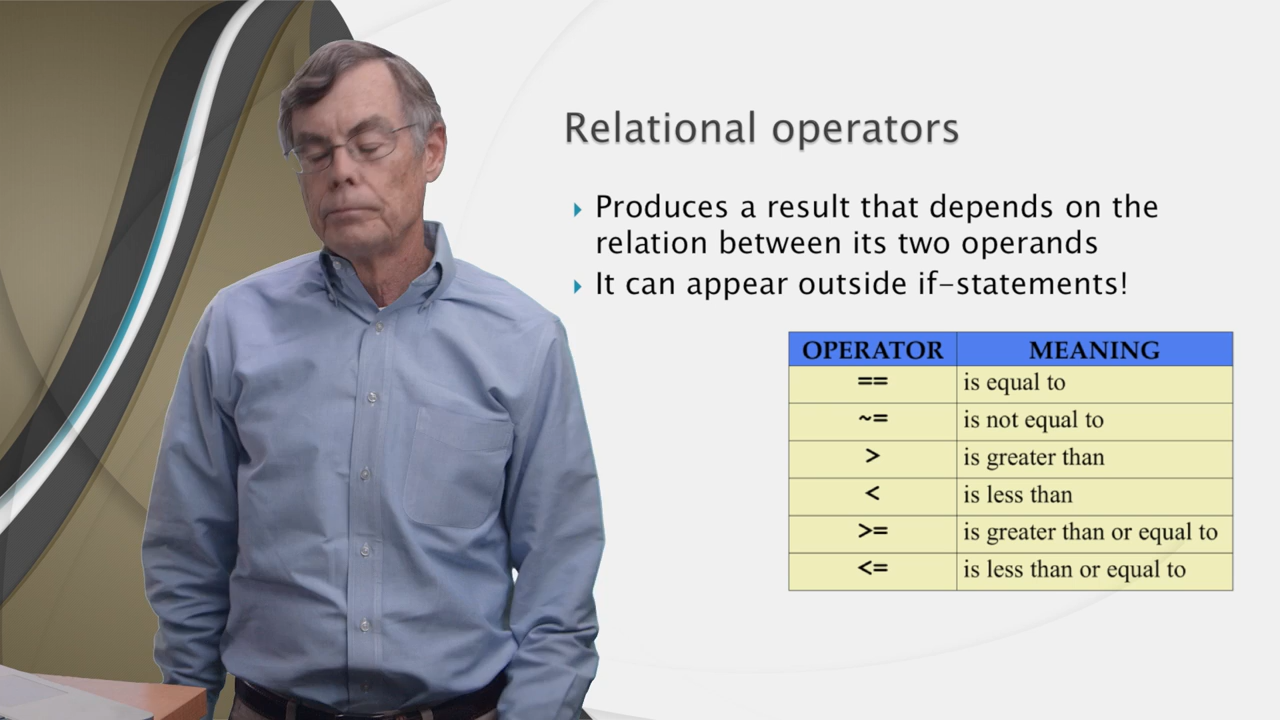 Relational operators
Produces a result that depends on the
relation between its two operands
It can appear outside if-statements!
OPERATOR MEANING
== is equal to
~= is not equal to
> is greater than
< is less than
>= is greater than or equal to
<= is less than or equal to